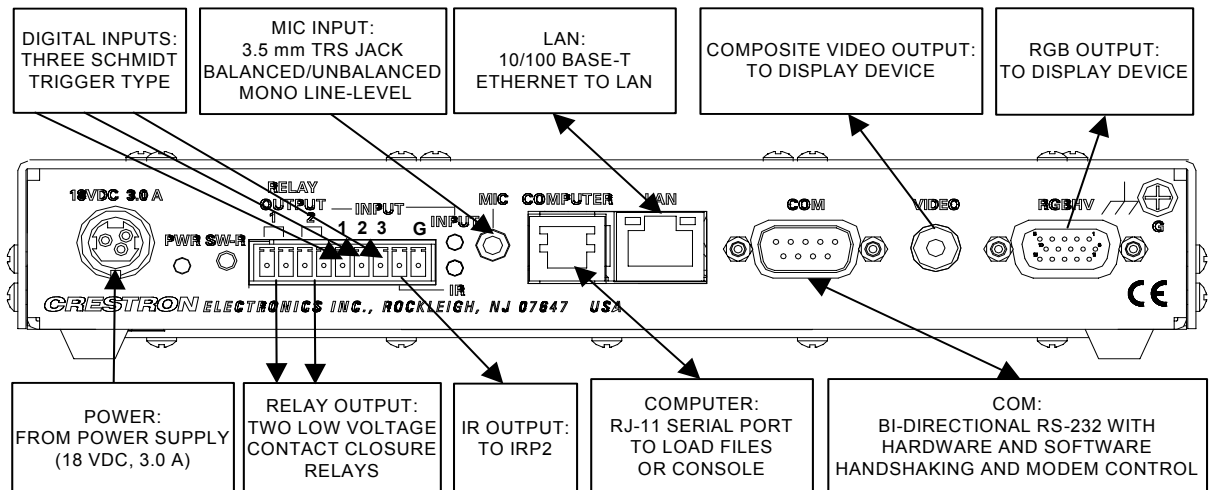 DIGITAL INPUTS:
THREE SCHMIDT
TRIGGER TYPE
MIC INPUT:
3.5 mm TRS JACK
BALANCED/UNBALANCED
MONO LINE-LEVEL
LAN:
10/100 BASE-T
ETHERNET TO LAN
COMPOSITE VIDEO OUTPUT:
TO DISPLAY DEVICE
RGB OUTPUT:
TO DISPLAY DEVICE
18VDC 3.0 A
PWR
SW-R
RELAY
OUTPUT
1 2
INPUT
1 2 3
G
INPUT
IR
MIC
COMPUTER
LAN
COM
VIDEO
RGBHV
G
CRESTRON ELECTRONICS INC., ROCKLEIGH, NJ 07647 USA
CE
POWER:
FROM POWER SUPPLY
(18 VDC, 3.0 A)
RELAY OUTPUT:
TWO LOW VOLTAGE
CONTACT CLOSURE
RELAYS
IR OUTPUT:
TO IRP2
COMPUTER:
RJ-11 SERIAL PORT
TO LOAD FILES
OR CONSOLE
COM:
BI-DIRECTIONAL RS-232 WITH
HARDWARE AND SOFTWARE
HANDSHAKING AND MODEM CONTROL